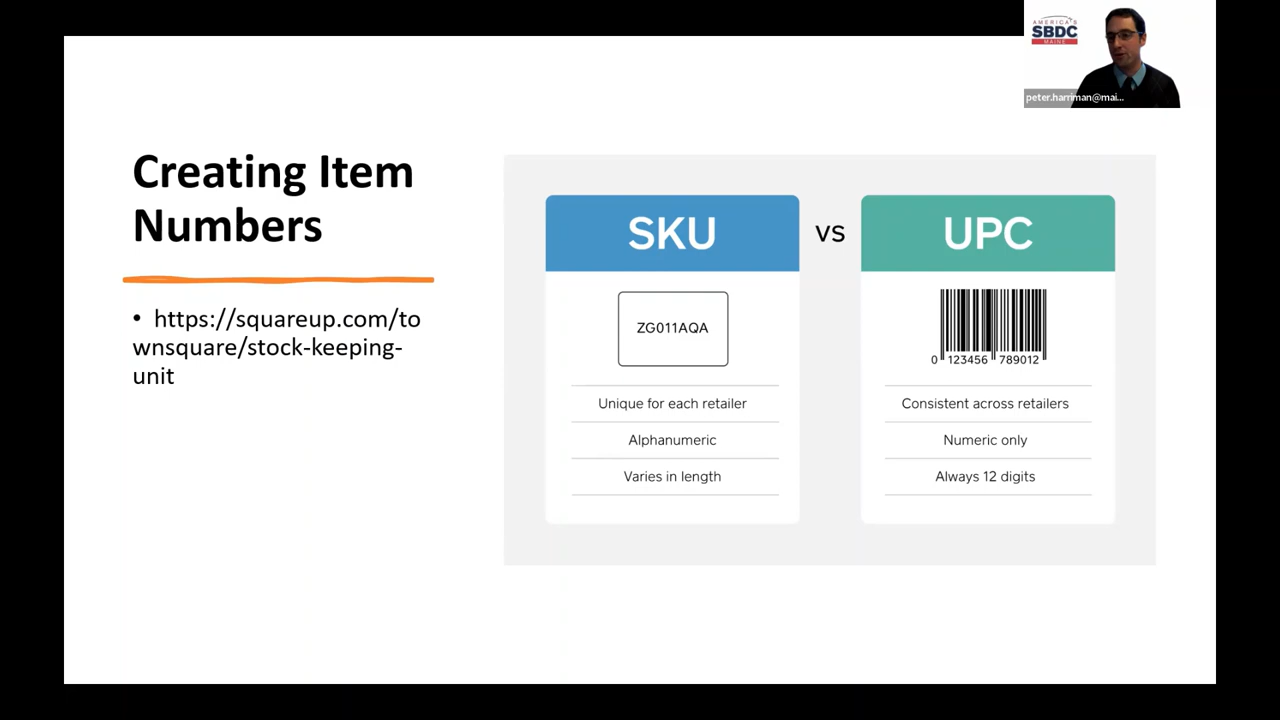 AMERICA'S
SBDC
MAINE
peter.harriman@mai...
Creating Item
Numbers
• https://squareup.com/to
wnsquare/stock-keeping-
unit
SKU
vs
UPC
ZG011AQA
0 123456 789012
Unique for each retailer
Alphanumeric
Varies in length
Consistent across retailers
Numeric only
Always 12 digits